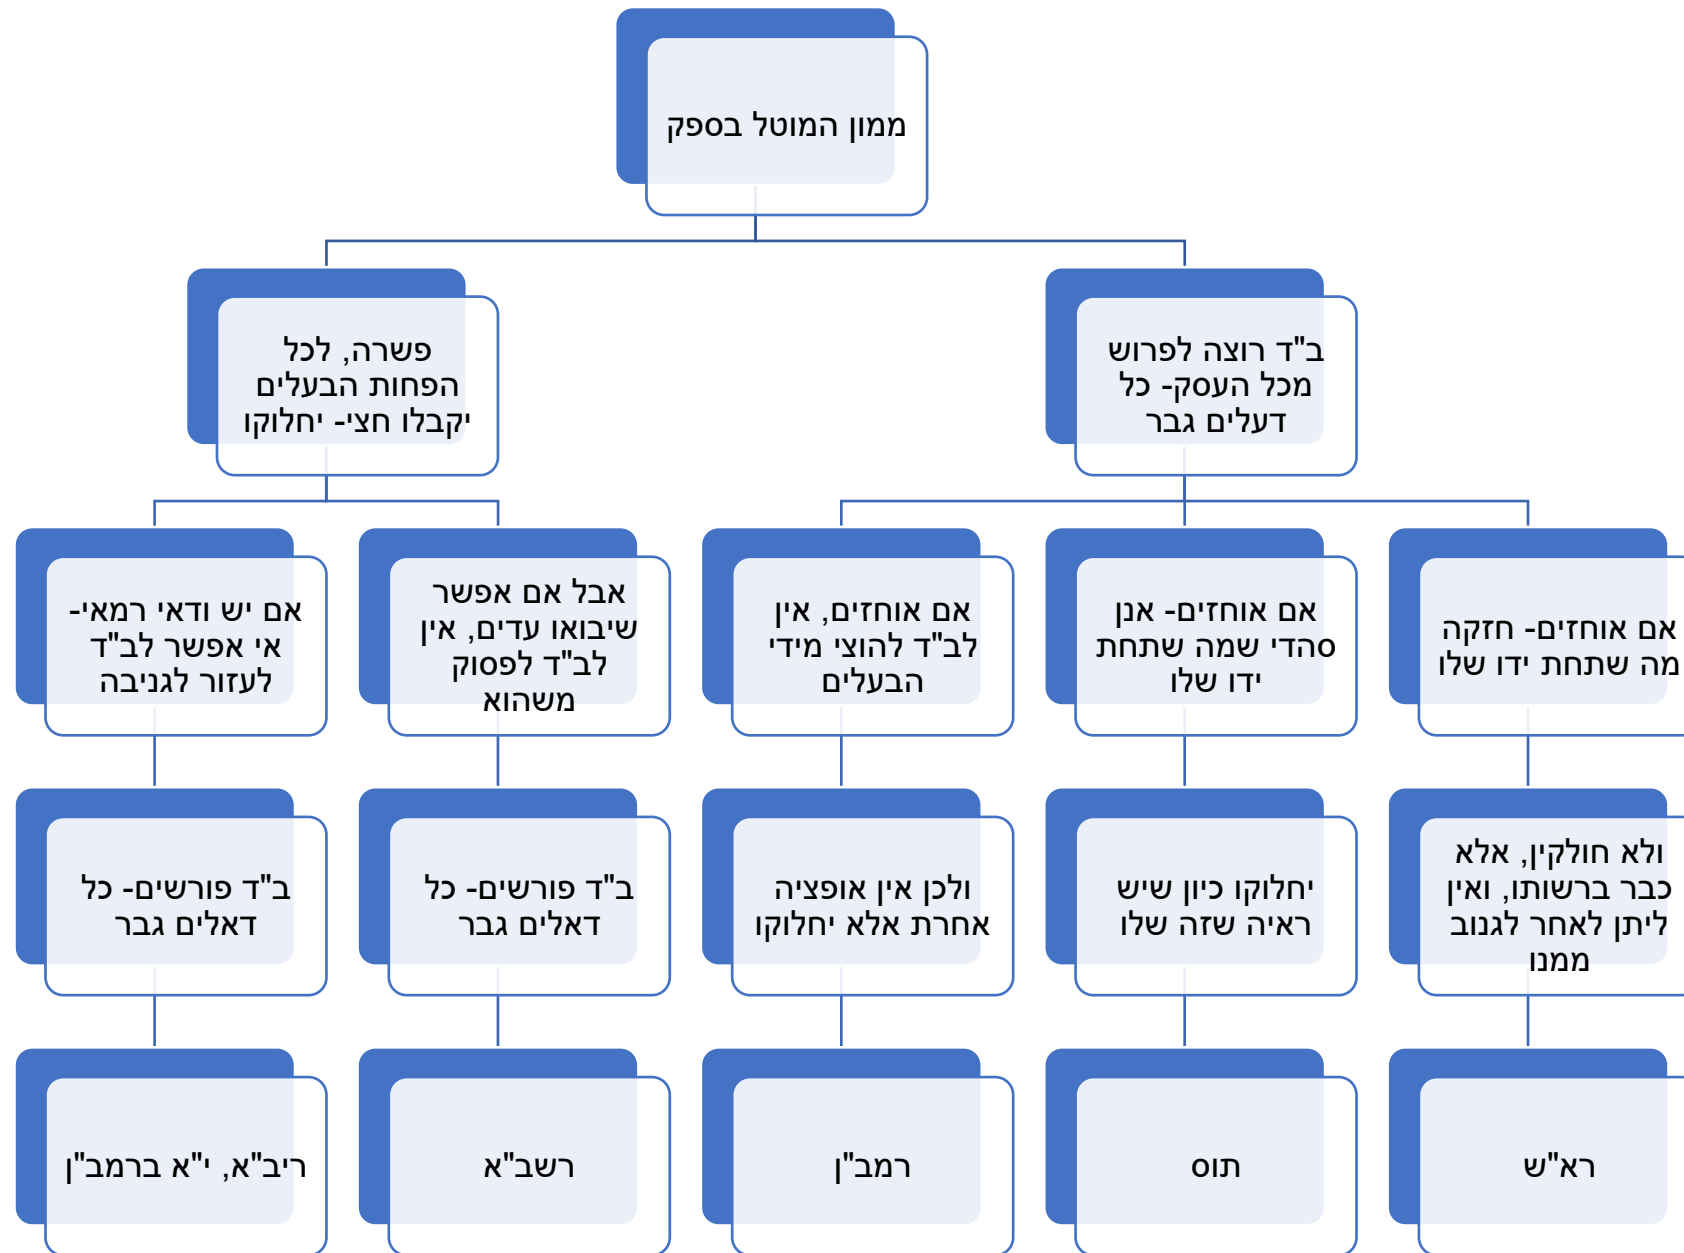 ממון המוטל בספק
ב"ד רוצה לפרוש
מכל העסק- כל
דעלים גבר
פשרה, לכל
הפחות הבעלים
יקבלו חצי- יחלוקו
אם אוחזים- חזקה
מה שתחת ידו שלו
אם אוחזים- אנן
סהדי שמה שתחת
ידו שלו
אם אוחזים, אין
לב"ד להוצי מידי
הבעלים
אבל אם אפשר
שיבואו עדים, אין
לב"ד לפסוק
משהוא
אם יש ודאי רמאי-
אי אפשר לב"ד
לעזור לגניבה
ולא חולקין, אלא
כבר ברשותו, ואין
ליתן לאחר לגנוב
ממנו
יחלוקו כיון שיש
ראיה שזה שלו
ולכן אין אופציה
אחרת אלא יחלוקו
ב"ד פורשים- כל
דאלים גבר
ב"ד פורשים- כל
דאלים גבר
רא"ש
תוס
רמב"ן
רשב"א
ריב"א, י"א ברמב"ן